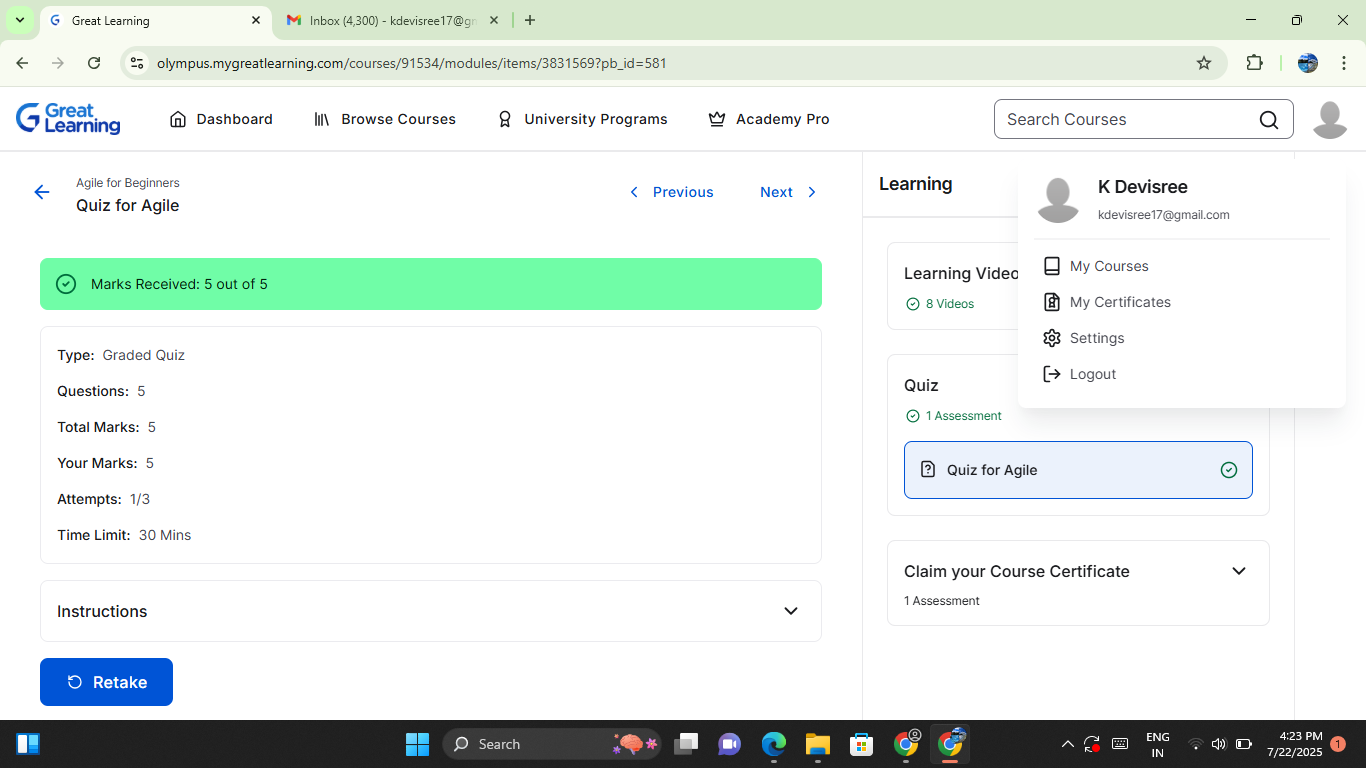 Great Learning
Inbox (4,300) - kdevisree17@gm
olympus.mygreatlearning.com/courses/91534/modules/items/3831569?pb_id=581
Great Learning
Dashboard
Browse Courses
University Programs
Academy Pro
Search Courses
Agile for Beginners
Quiz for Agile
Previous
Next
Marks Received: 5 out of 5
Type: Graded Quiz
Questions: 5
Total Marks: 5
Your Marks: 5
Attempts: 1/3
Time Limit: 30 Mins
Instructions
Retake
Learning
Learning Video
8 Videos
Quiz
1 Assessment
Quiz for Agile
Claim your Course Certificate
1 Assessment
K Devisree
kdevisree17@gmail.com
My Courses
My Certificates
Settings
Logout
Search
ENG
IN
4:23 PM
7/22/2025
1